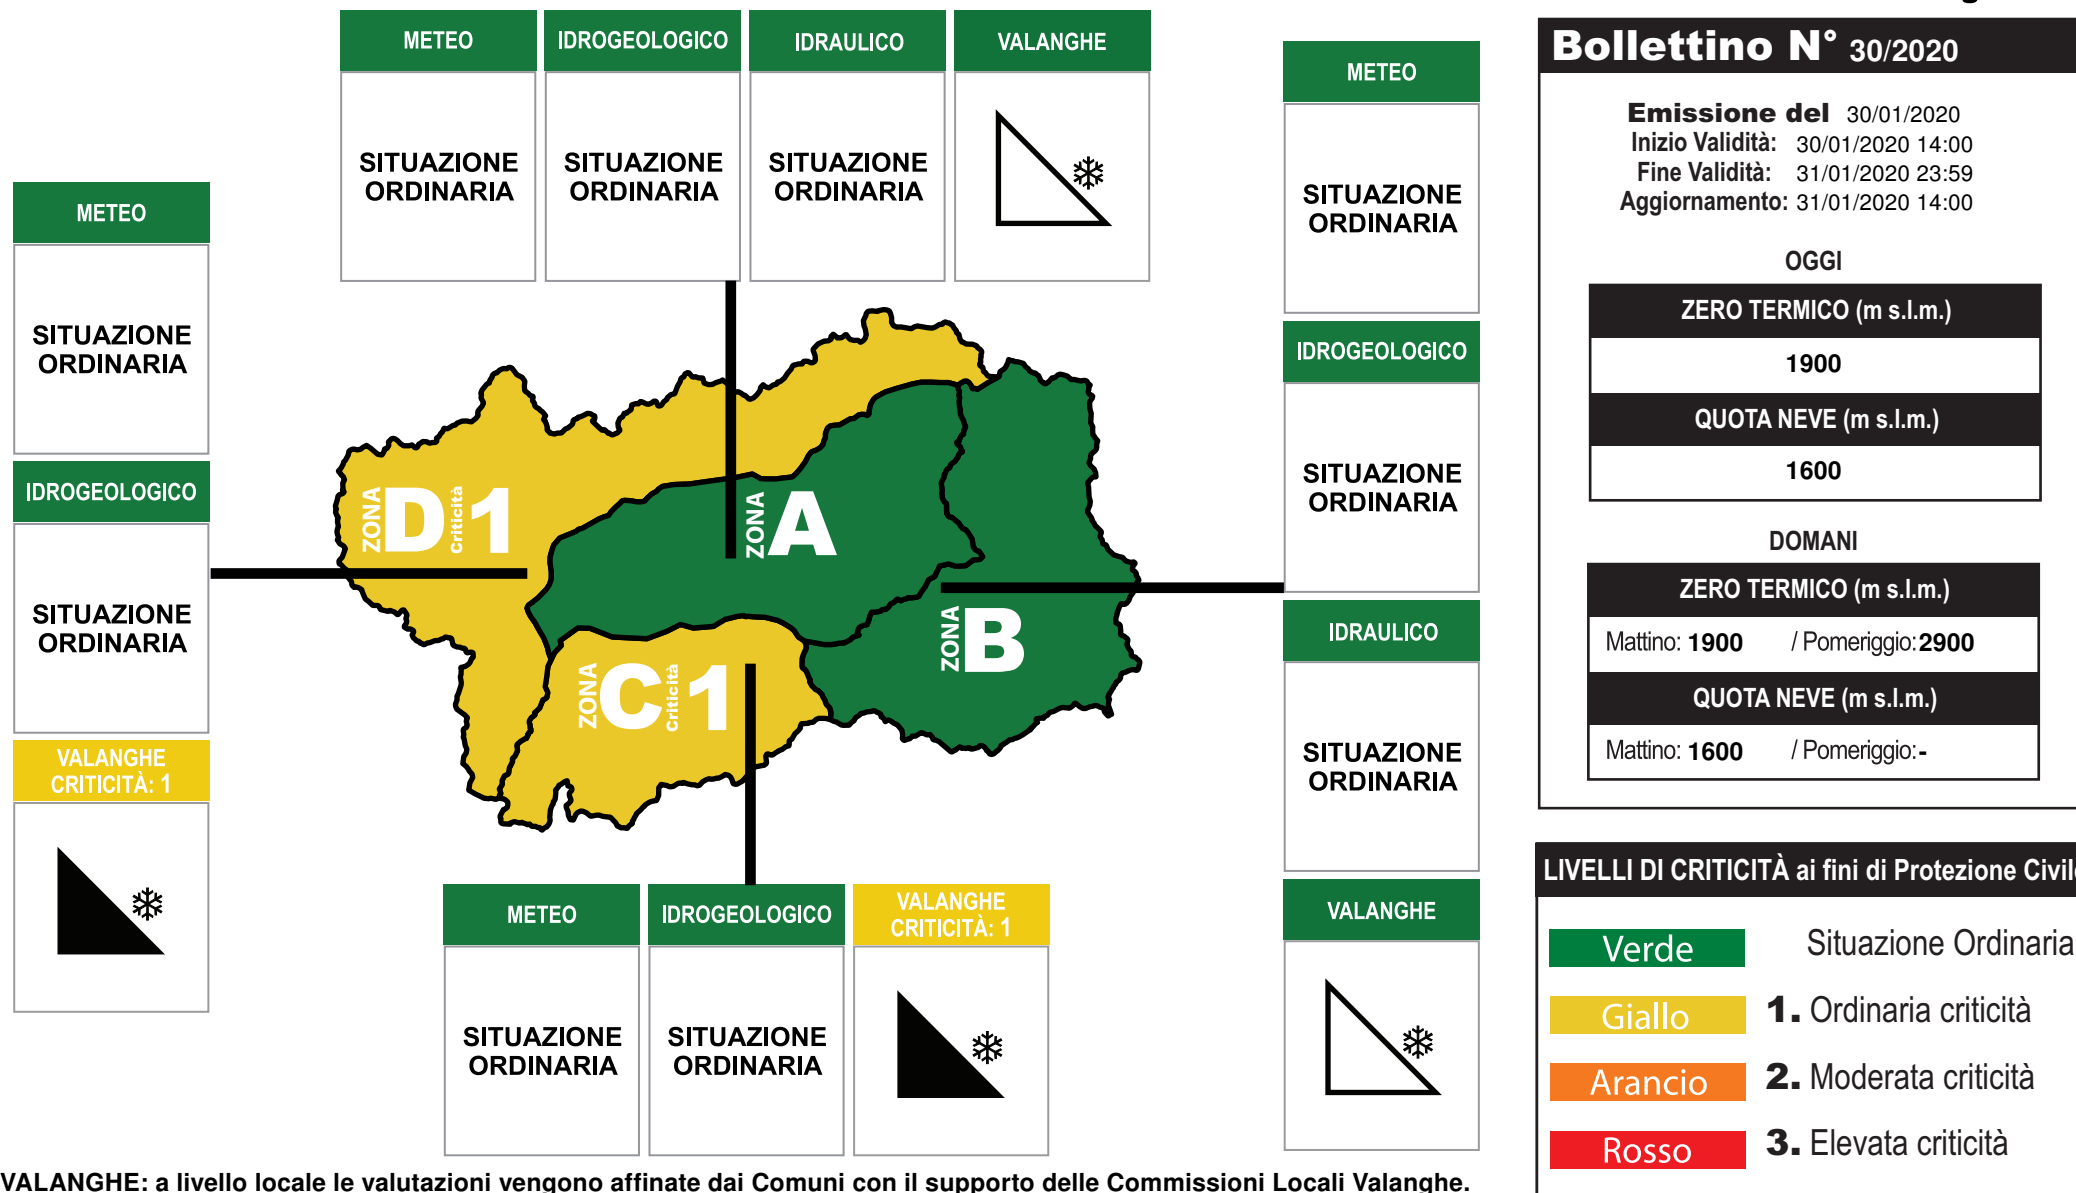 METEO
SITUAZIONE
ORDINARIA
IDROGEOLOGICO
SITUAZIONE
ORDINARIA
IDRAULICO
SITUAZIONE
ORDINARIA
VALANGHE
METEO
SITUAZIONE
ORDINARIA
IDROGEOLOGICO
SITUAZIONE
ORDINARIA
VALANGHE
CRITICITÀ: 1
ZONA D Criticità 1
ZONA A
ZONA B
ZONA C Criticità 1
METEO
SITUAZIONE
ORDINARIA
IDROGEOLOGICO
SITUAZIONE
ORDINARIA
VALANGHE
CRITICITÀ: 1
METEO
SITUAZIONE
ORDINARIA
IDROGEOLOGICO
SITUAZIONE
ORDINARIA
IDRAULICO
SITUAZIONE
ORDINARIA
VALANGHE
VALANGHE: a livello locale le valutazioni vengono affinate dai Comuni con il supporto delle Commissioni Locali Valanghe.
Bollettino N° 30/2020
Emissione del 30/01/2020
Inizio Validità: 30/01/2020 14:00
Fine Validità: 31/01/2020 23:59
Aggiornamento: 31/01/2020 14:00
OGGI
ZERO TERMICO (m s.l.m.)
1900
QUOTA NEVE (m s.l.m.)
1600
DOMANI
ZERO TERMICO (m s.l.m.)
Mattino: 1900 / Pomeriggio: 2900
QUOTA NEVE (m s.l.m.)
Mattino: 1600 / Pomeriggio: -
LIVELLI DI CRITICITÀ ai fini di Protezione Civile
Verde Situazione Ordinaria
Giallo 1. Ordinaria criticità
Arancio 2. Moderata criticità
Rosso 3. Elevata criticità